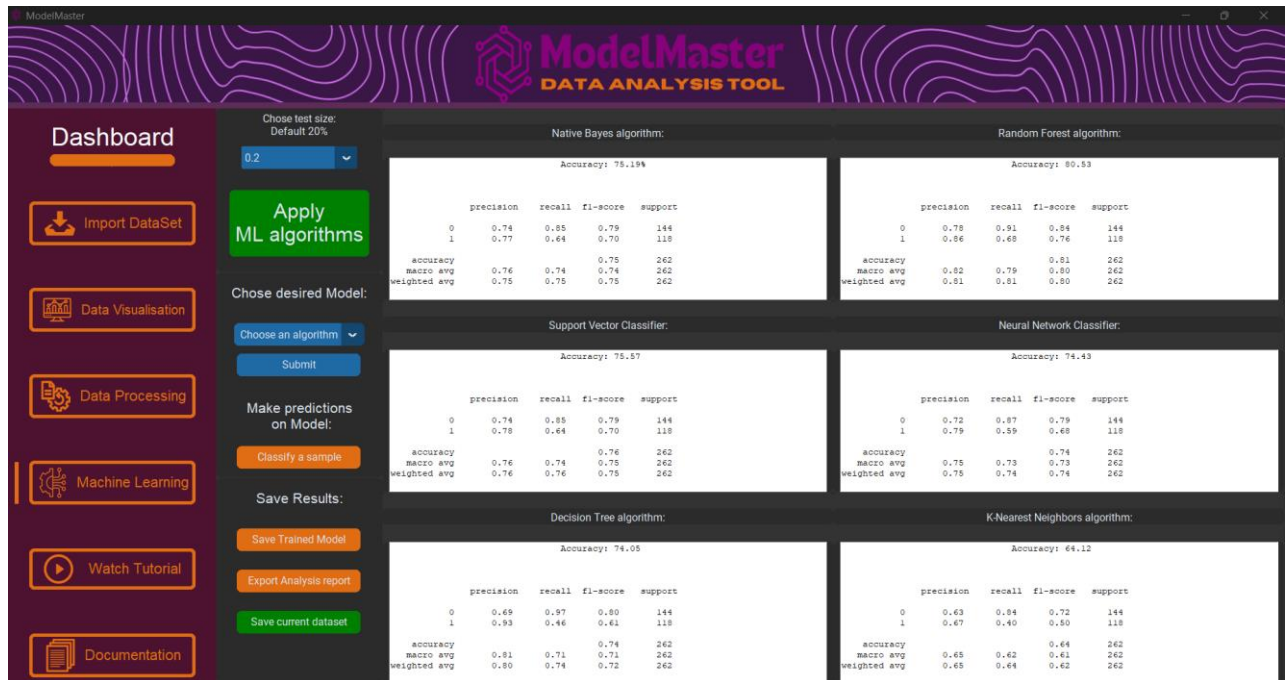 ModelMaster
ModelMaster
DATA ANALYSIS TOOL
Dashboard
Import DataSet
Data Visualisation
Data Processing
Machine Learning
Watch Tutorial
Documentation
Chose test size:
Default 20%
0.2
Apply
ML algorithms
Chose desired Model:
Choose an algorithm
Submit
Make predictions
on Model:
Classify a sample
Save Results:
Save Trained Model
Export Analysis report
Save current dataset
Native Bayes algorithm:
Accuracy: 75.19%
precision recall f1-score support
0 0.74 0.85 0.79 144
1 0.77 0.64 0.70 118
accuracy 0.75 262
macro avg 0.76 0.74 0.74 262
weighted avg 0.75 0.75 0.75 262
Random Forest algorithm:
Accuracy: 80.53
precision recall f1-score support
0 0.78 0.91 0.84 144
1 0.86 0.68 0.76 118
accuracy 0.81 262
macro avg 0.82 0.79 0.80 262
weighted avg 0.81 0.81 0.80 262
Support Vector Classifier:
Accuracy: 75.57
precision recall f1-score support
0 0.74 0.85 0.79 144
1 0.78 0.64 0.70 118
accuracy 0.76 262
macro avg 0.76 0.74 0.75 262
weighted avg 0.76 0.76 0.75 262
Neural Network Classifier:
Accuracy: 74.43
precision recall f1-score support
0 0.72 0.87 0.79 144
1 0.79 0.59 0.68 118
accuracy 0.74 262
macro avg 0.75 0.73 0.73 262
weighted avg 0.75 0.74 0.74 262
Decision Tree algorithm:
Accuracy: 74.05
precision recall f1-score support
0 0.69 0.97 0.80 144
1 0.93 0.46 0.61 118
accuracy 0.74 262
macro avg 0.81 0.71 0.71 262
weighted avg 0.80 0.74 0.72 262
K-Nearest Neighbors algorithm:
Accuracy: 64.12
precision recall f1-score support
0 0.63 0.84 0.72 144
1 0.67 0.40 0.50 118
accuracy 0.64 262
macro avg 0.65 0.62 0.61 262
weighted avg 0.65 0.64 0.62 262